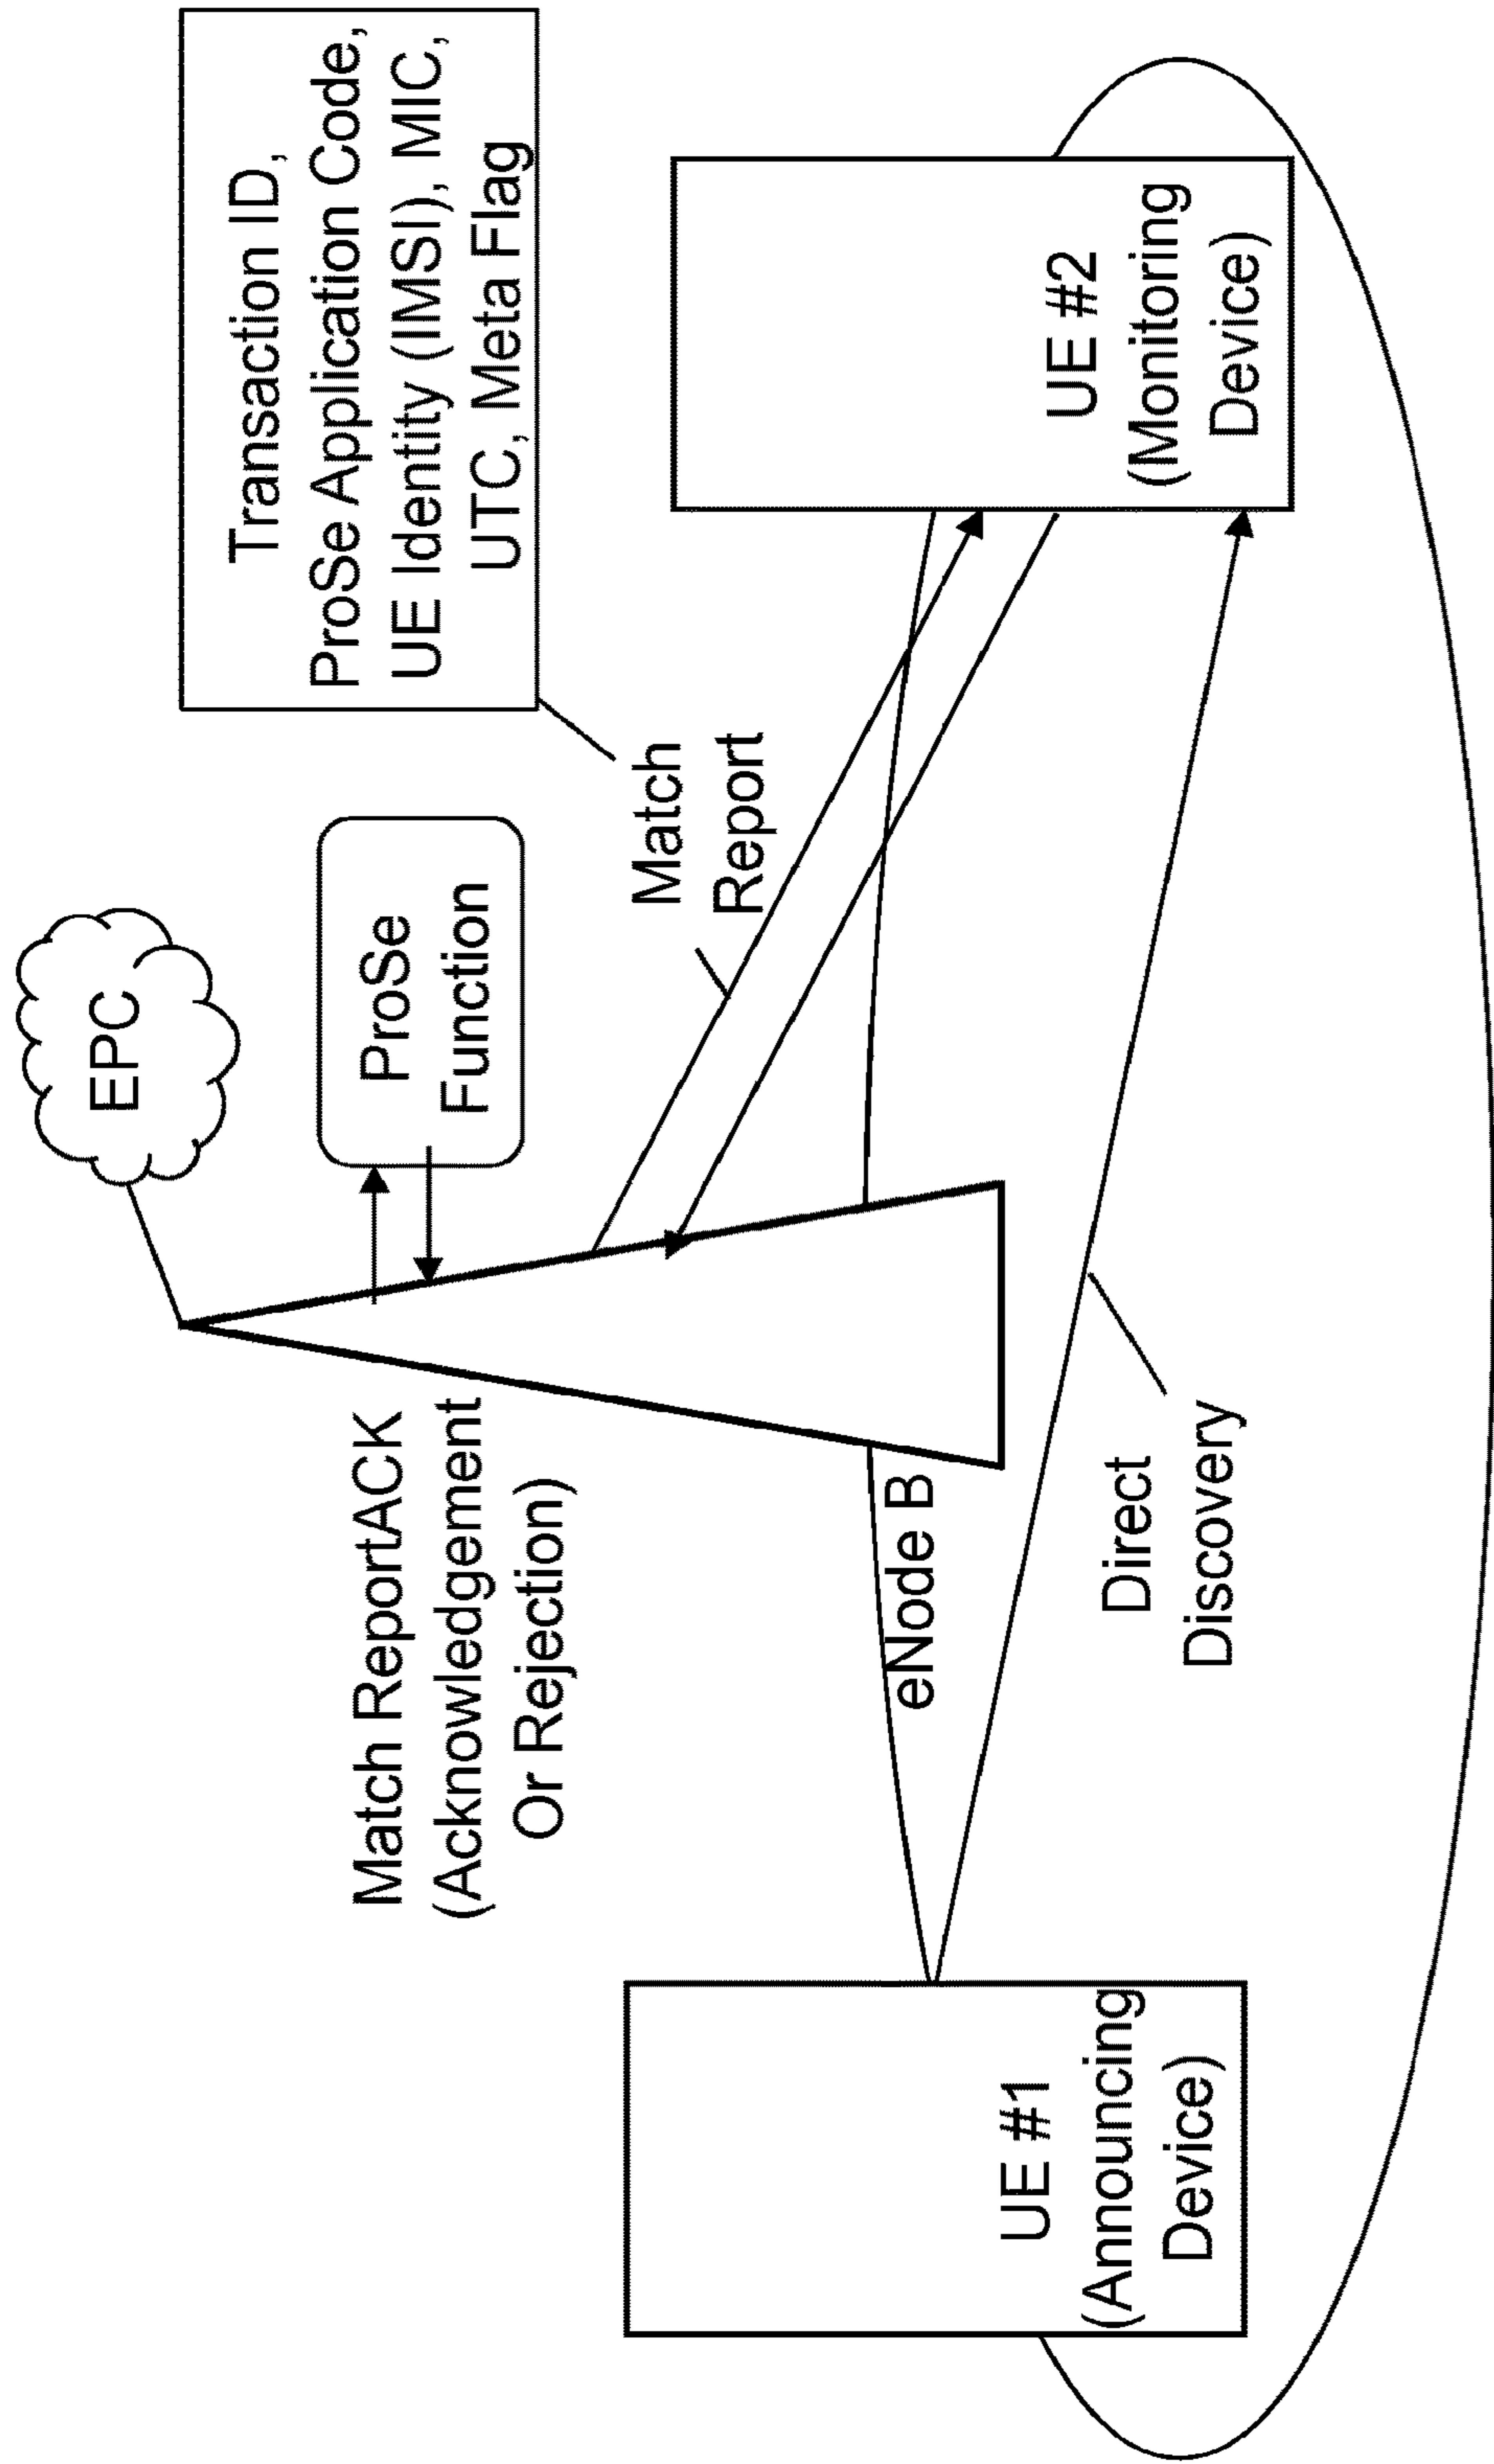 EPC
ProSe
Function
Transaction ID,
ProSe Application Code,
UE Identity (IMSI), MIC,
UTC, Meta Flag
Match ReportACK
(Acknowledgement
Or Rejection)
Match
Report
UE #1
(Announcing
Device)
eNode B
UE #2
(Monitoring
Device)
Direct
Discovery